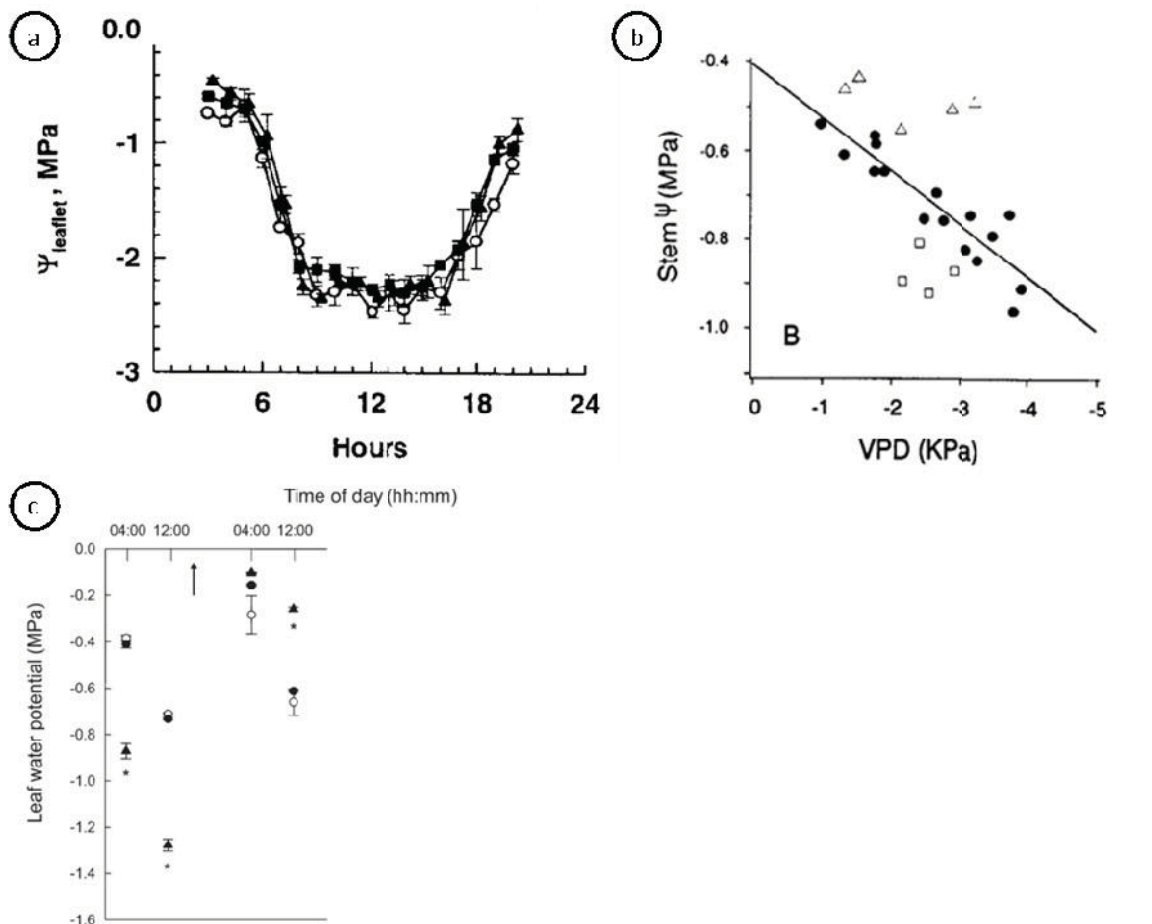 a
0.0
-1
-2
-3
Ψleaflet, MPa
0 6 12 18 24
Hours
b
-0.4
-0.6
-0.8
-1.0
Stem Ψ (MPa)
B
0 -1 -2 -3 -4 -5
VPD (KPa)
c
Time of day (hh:mm)
04:00 12:00 04:00 12:00
0.0
-0.2
-0.4
-0.6
-0.8
-1.0
-1.2
-1.4
-1.6
Leaf water potential (MPa)
*
*
*